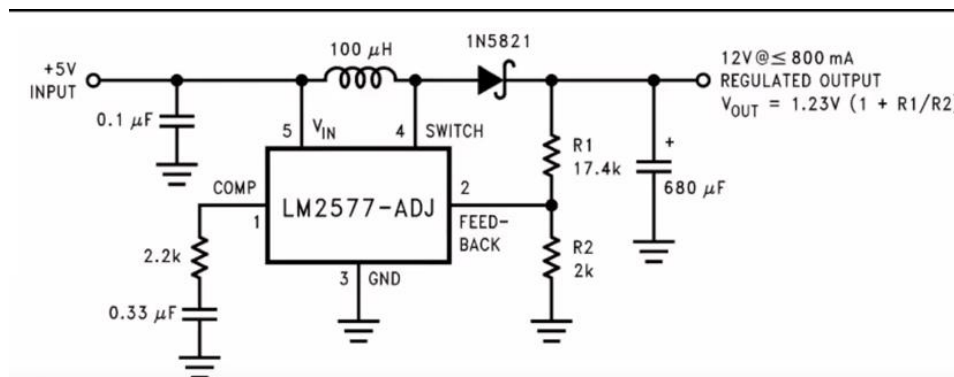 100 μH
1N5821
+5V
INPUT
12V@≤ 800 mA
REGULATED OUTPUT
VOUT = 1.23V (1 + R1/R2)
0.1 μF
5 VIN
4 SWITCH
R1
17.4k
+
680 μF
COMP
1
LM2577-ADJ
2
FEED-
BACK
2.2k
R2
2k
3 GND
0.33 μF